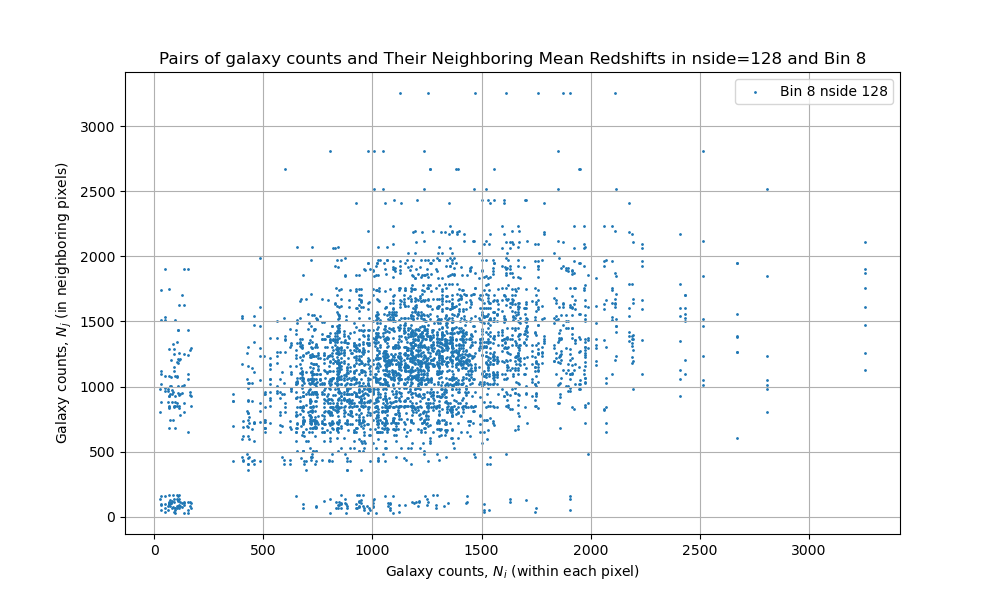 Pairs of galaxy counts and Their Neighboring Mean Redshifts in nside=128 and Bin 8
Bin 8 nside 128
Galaxy counts, Nj (in neighboring pixels)
3000
2500
2000
1500
1000
500
0
0 500 1000 1500 2000 2500 3000
Galaxy counts, Ni (within each pixel)